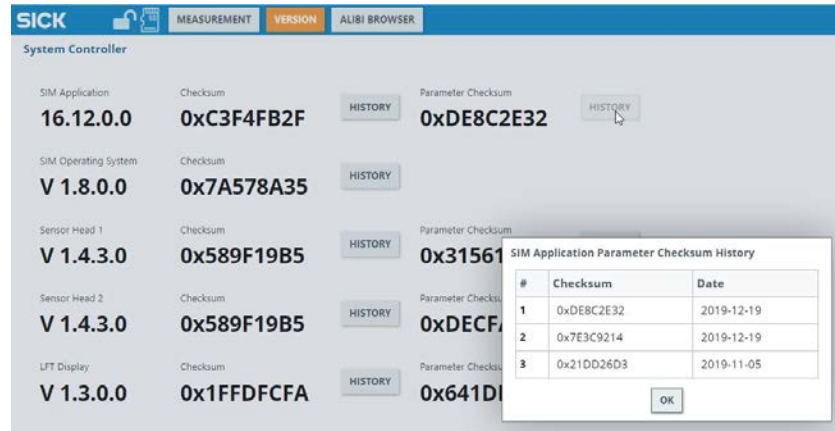 SICK MEASUREMENT VERSION ALIBI BROWSER
System Controller
SIM Application Checksum Parameter Checksum
16.12.0.0 0xC3F4FB2F HISTORY 0xDE8C2E32 HISTORY
SIM Operating System Checksum
V 1.8.0.0 0x7A578A35 HISTORY
Sensor Head 1 Checksum Parameter Checksum
V 1.4.3.0 0x589F19B5 HISTORY 0x31561
Sensor Head 2 Checksum Parameter
V 1.4.3.0 0x589F19B5 HISTORY 0xDECF
LFT Display Checksum Parameter
V 1.3.0.0 0x1FFDFCFA HISTORY 0x641D
SIM Application Parameter Checksum History
# Checksum Date
1 0xDE8C2E32 2019-12-19
2 0x7E3C9214 2019-12-19
3 0x21DD26D3 2019-11-05
OK